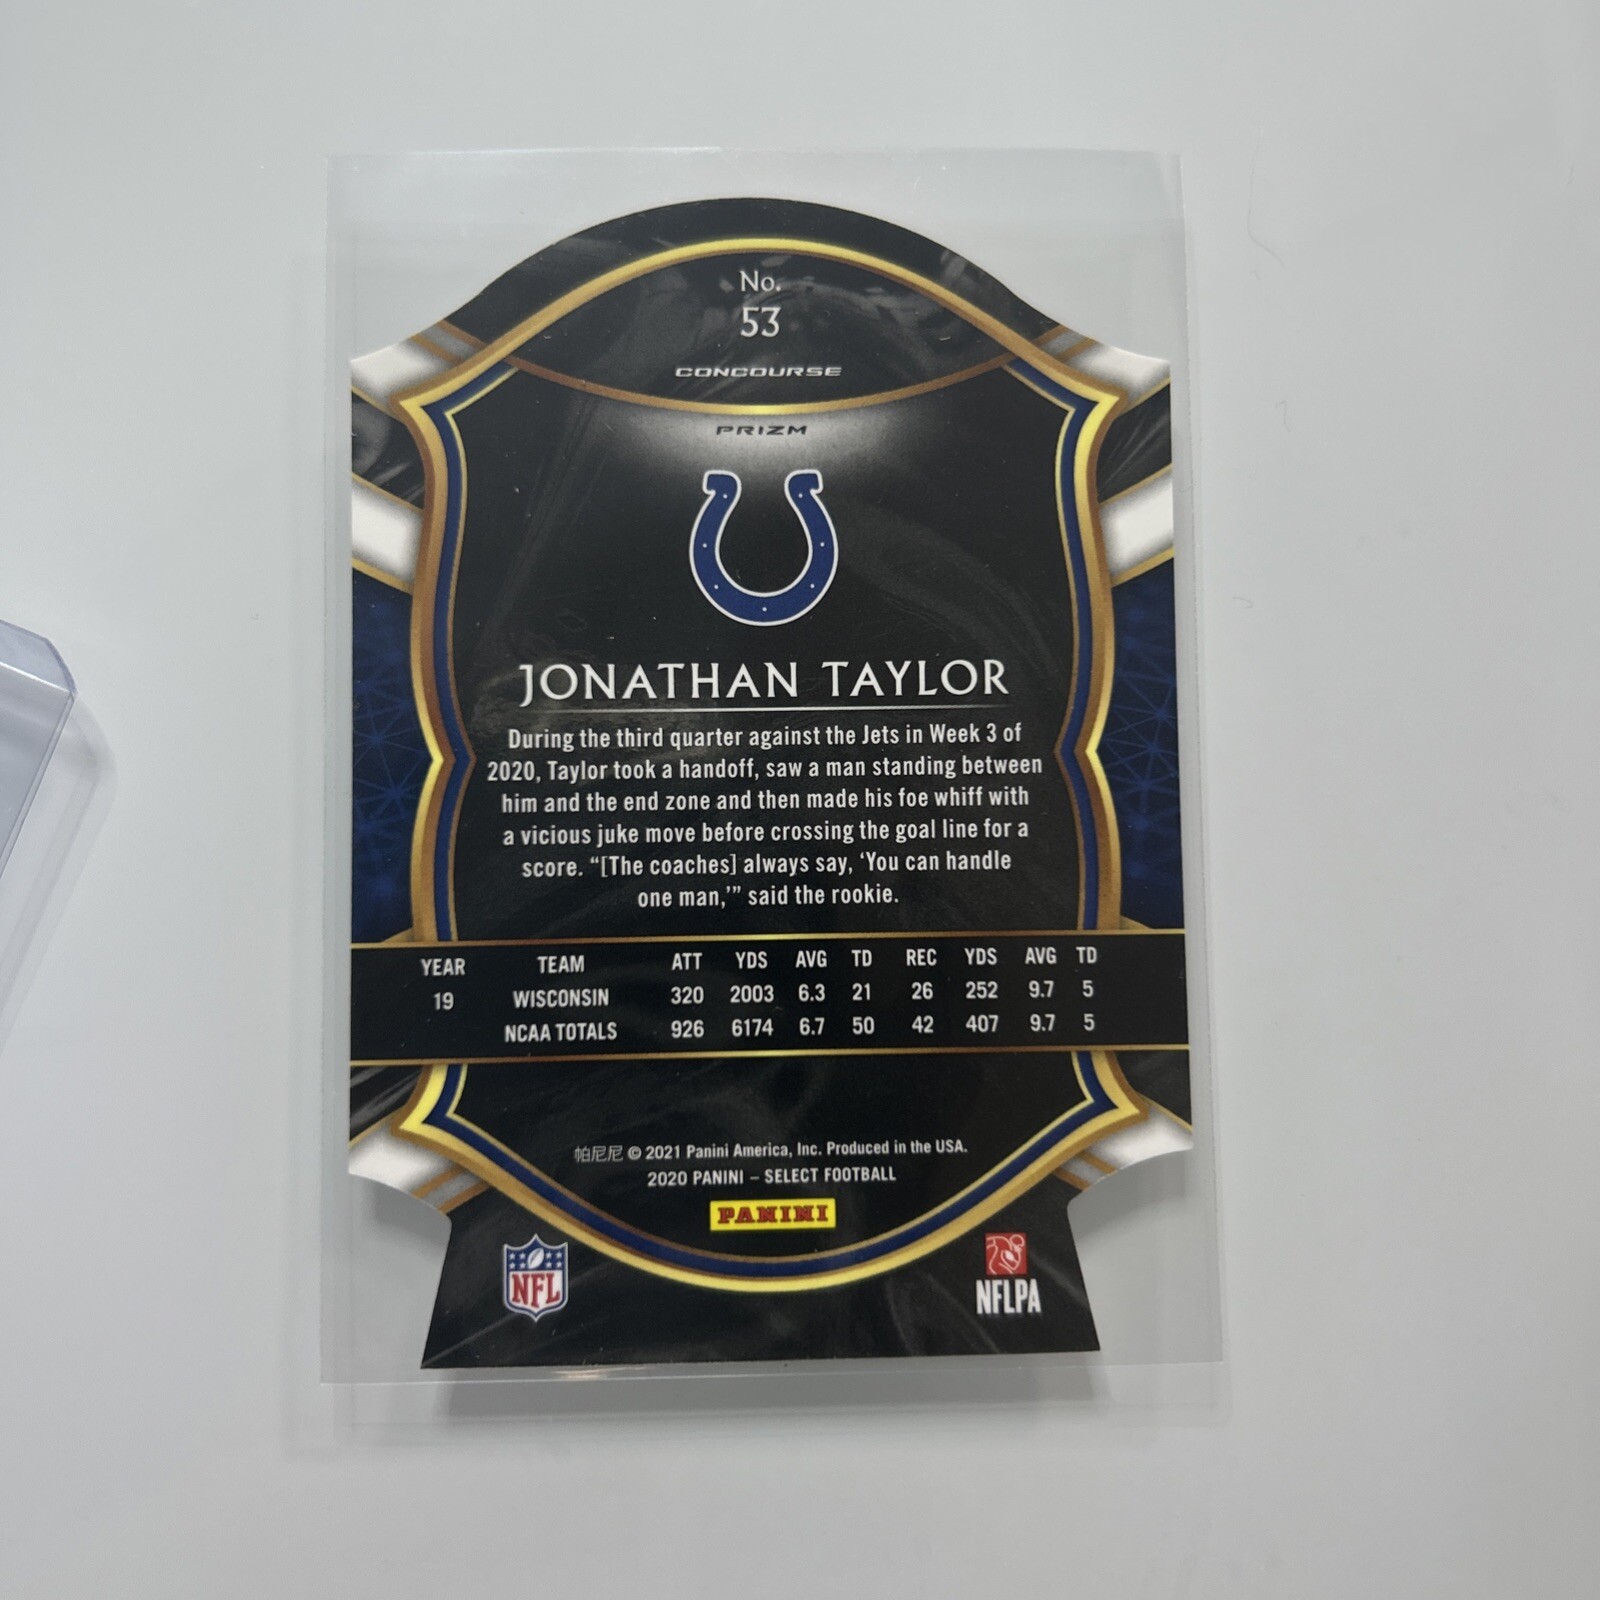 No.
53
CONCOURSE
PRIZM
JONATHAN TAYLOR
During the third quarter against the Jets in Week 3 of
2020, Taylor took a handoff, saw a man standing between
him and the end zone and then made his foe whiff with
a vicious juke move before crossing the goal line for a
score. “[The coaches] always say, ‘You can handle
one man,’” said the rookie.
YEAR TEAM ATT YDS AVG TD REC YDS AVG TD
19 WISCONSIN 320 2003 6.3 21 26 252 9.7 5
NCAA TOTALS 926 6174 6.7 50 42 407 9.7 5
帕尼尼 © 2021 Panini America, Inc. Produced in the USA.
2020 PANINI – SELECT FOOTBALL
PANINI
NFL
NFLPA